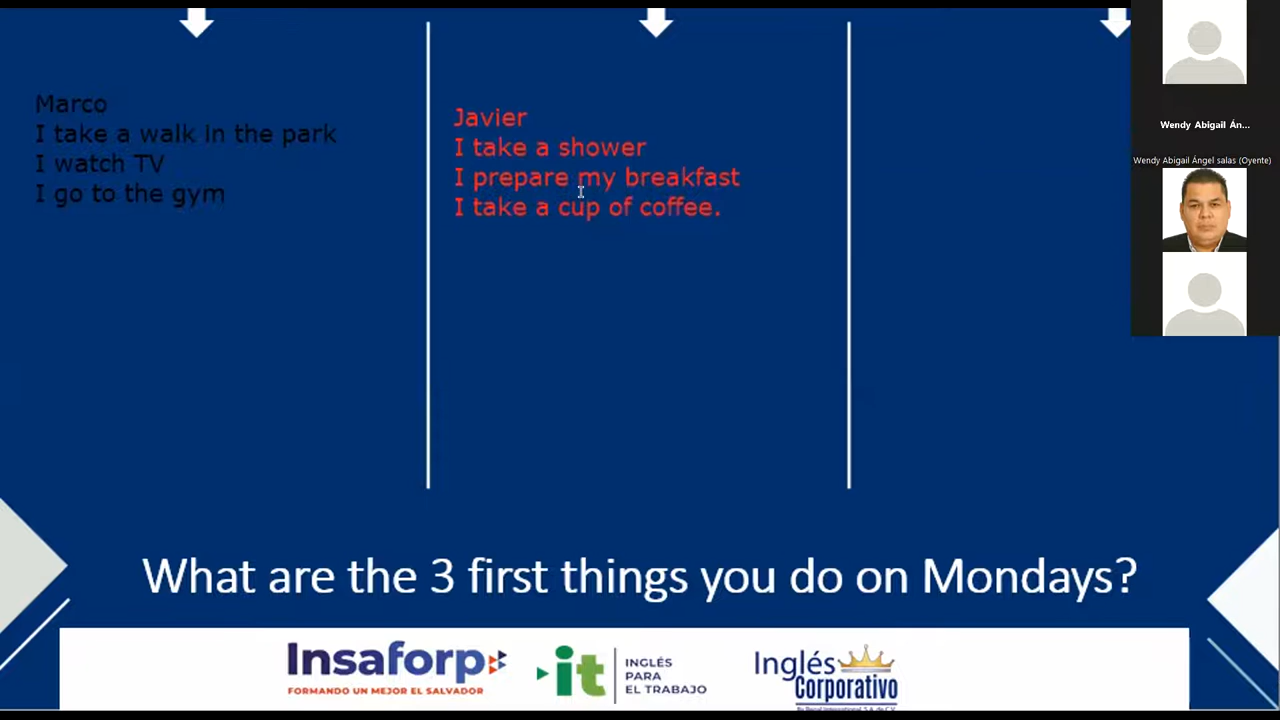 Marco
I take a walk in the park
I watch TV
I go to the gym
Javier
I take a shower
I prepare my breakfast
I take a cup of coffee.
Wendy Abigail Án...
Wendy Abigail Ángel salas (Oyente)
What are the 3 first things you do on Mondays?
Insaforp
FORMANDO UN MEJOR EL SALVADOR
it
INGLÉS
PARA
EL TRABAJO
Inglés
Corporativo